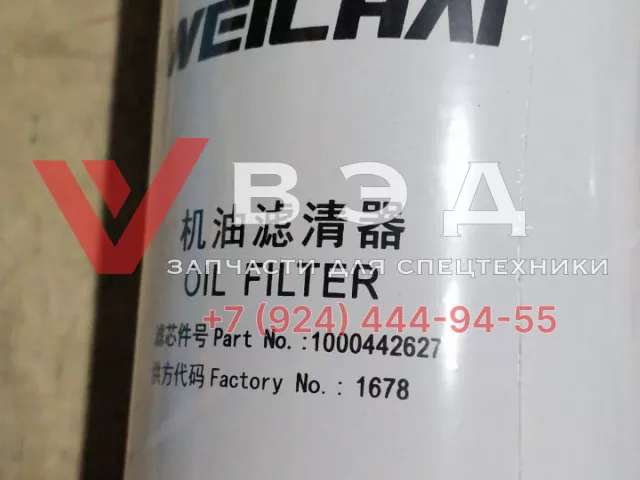 WEICHAI
ВЭД
机油滤清器
ЗАПЧАСТИ ДЛЯ СПЕЦТЕХНИКИ
OIL FILTER
+7 (924) 444-94-55
滤芯件号 Part No.:1000442627
供方代码 Factory No.: 1678